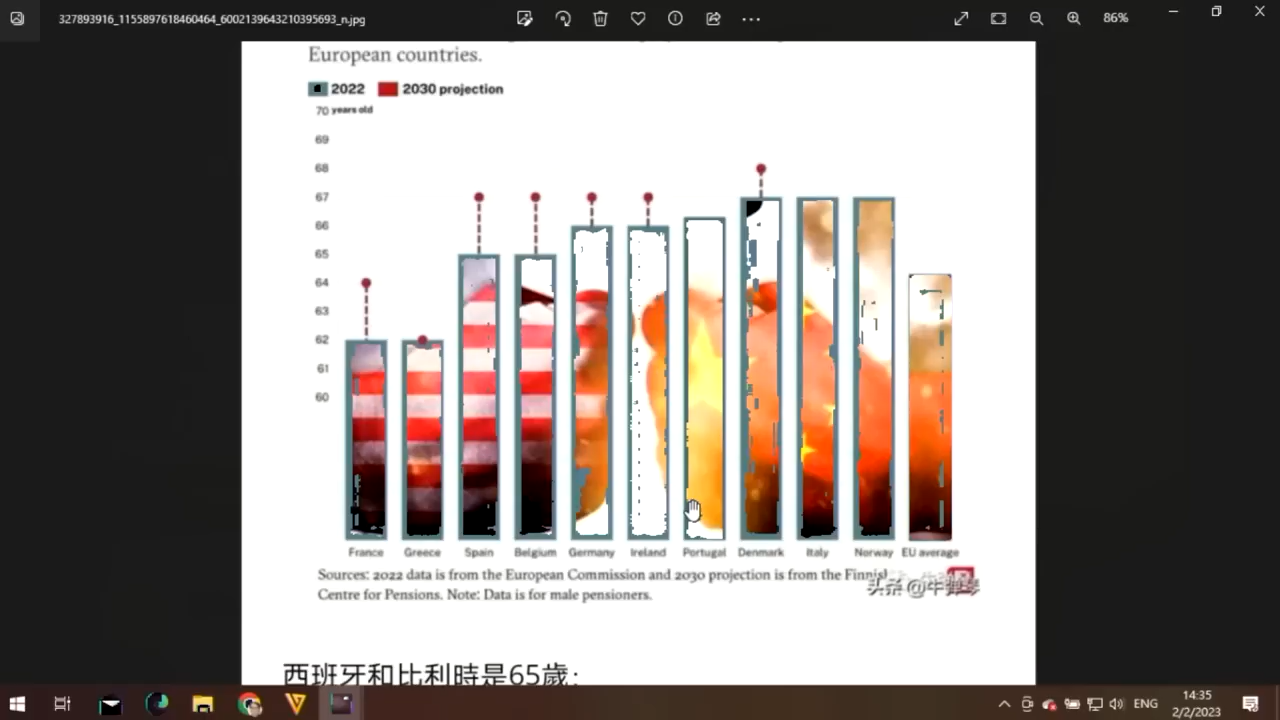 327893916_1155897618460464_6002139643210395693_n.jpg
86%
European countries.
2022 2030 projection
70 years old
69
68
67
66
65
64
63
62
61
60
France Greece Spain Belgium Germany Ireland Portugal Denmark Italy Norway EU average
Sources: 2022 data is from the European Commission and 2030 projection is from the Finnish
Centre for Pensions. Note: Data is for male pensioners.
头条 @牛弹琴
西班牙和比利時是65歲;
ENG
14:35
2/2/2023